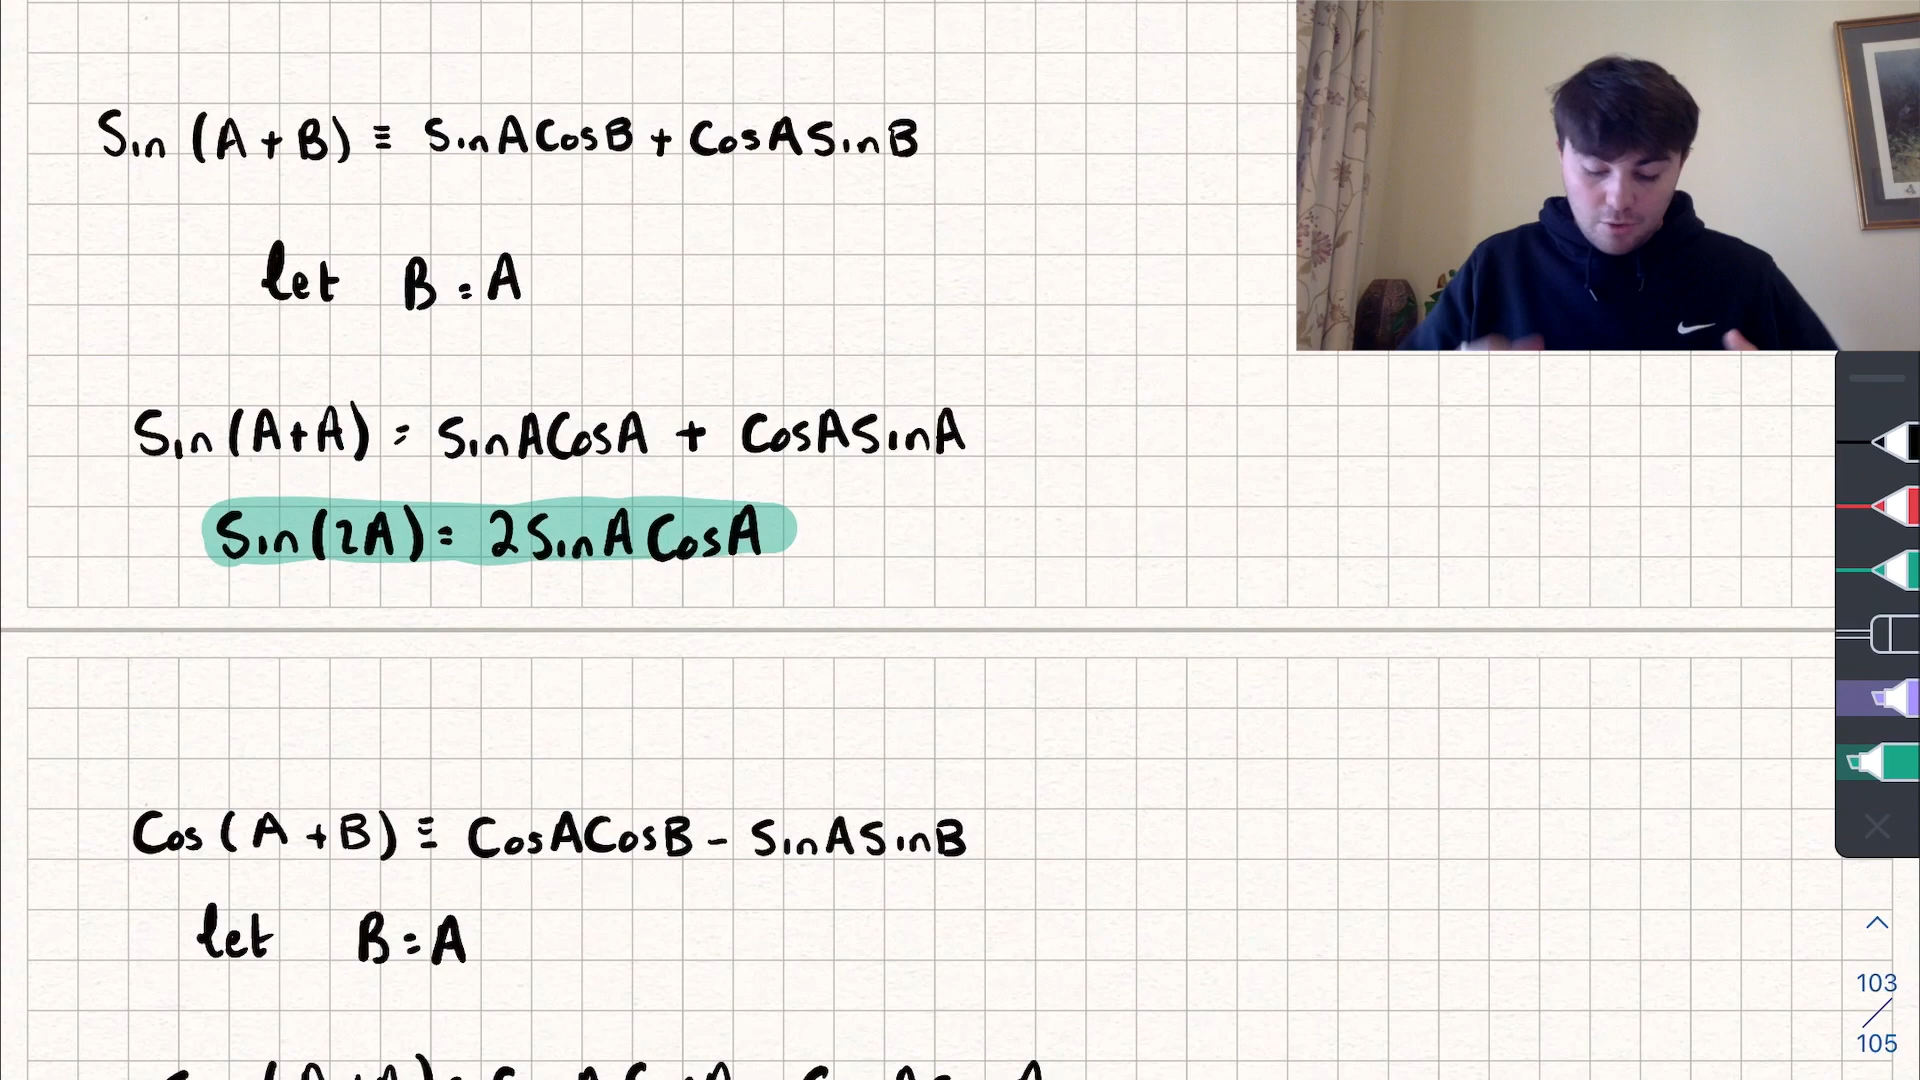 Sin (A + B) ≡ SinACosB + CosASinB
let B = A
Sin (A+A) = SinACosA + CosASinA
Sin(2A) = 2SinACosA
Cos (A + B) ≡ CosACosB - SinASinB
let B = A
103
105